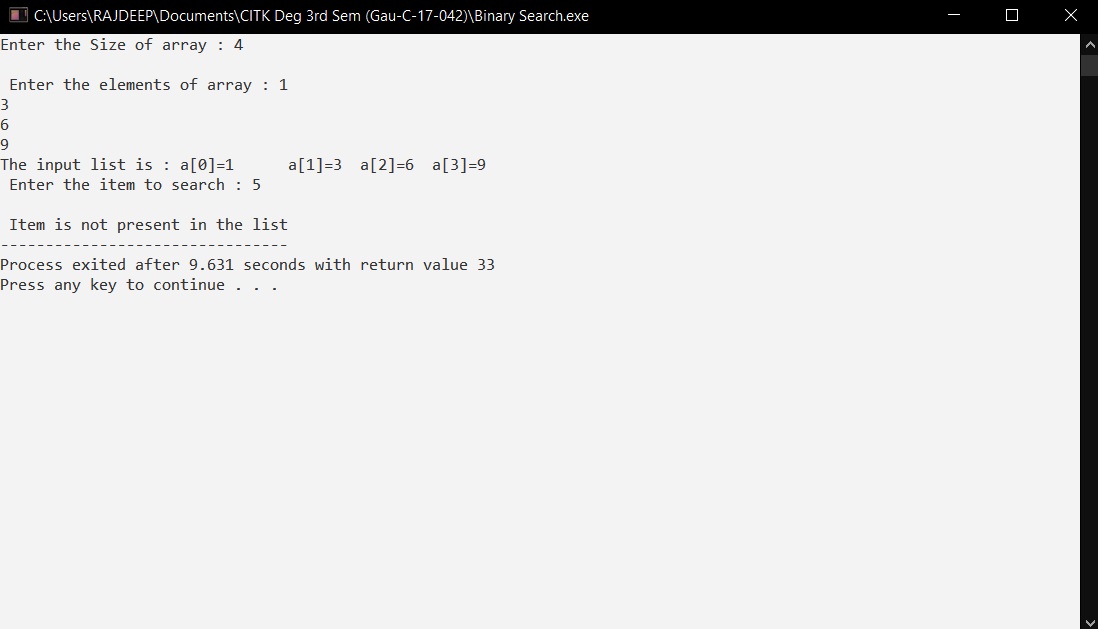 C:\Users\RAJDEEP\Documents\CITK Deg 3rd Sem (Gau-C-17-042)\Binary Search.exe
Enter the Size of array : 4
Enter the elements of array : 1
3
6
9
The input list is : a[0]=1      a[1]=3  a[2]=6  a[3]=9
Enter the item to search : 5
Item is not present in the list
--------------------------------
Process exited after 9.631 seconds with return value 33
Press any key to continue . . .